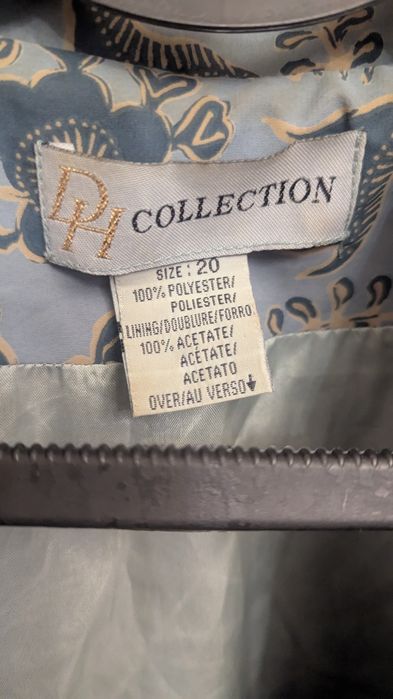 DH COLLECTION
SIZE : 20
100% POLYESTER/
POLIESTER/
LINING/DOUBLURE/FORRO
100% ACETATE/
ACÉTATE/
ACETATO
OVER/AU VERSO↓